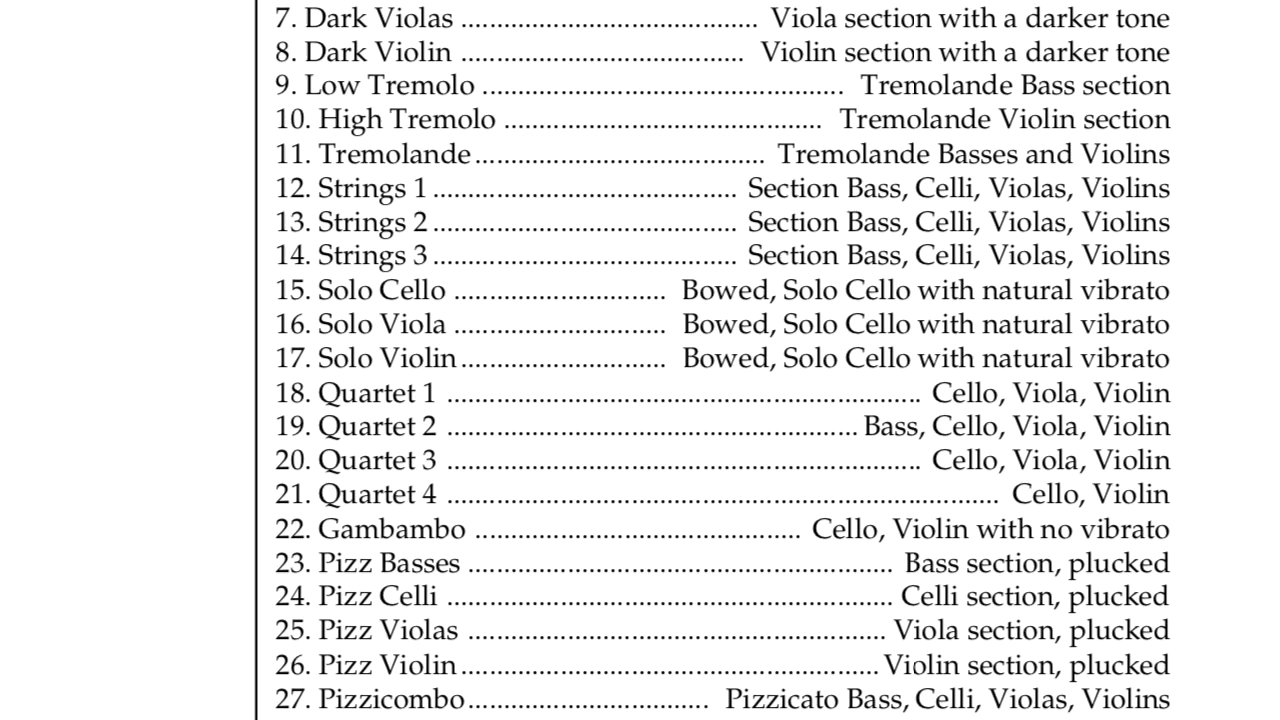 7. Dark Violas .......................................... Viola section with a darker tone
8. Dark Violin ........................................ Violin section with a darker tone
9. Low Tremolo ................................................... Tremolande Bass section
10. High Tremolo ............................................. Tremolande Violin section
11. Tremolande......................................... Tremolande Basses and Violins
12. Strings 1........................................... Section Bass, Celli, Violas, Violins
13. Strings 2........................................... Section Bass, Celli, Violas, Violins
14. Strings 3........................................... Section Bass, Celli, Violas, Violins
15. Solo Cello .............................. Bowed, Solo Cello with natural vibrato
16. Solo Viola .............................. Bowed, Solo Cello with natural vibrato
17. Solo Violin............................. Bowed, Solo Cello with natural vibrato
18. Quartet 1 ................................................................... Cello, Viola, Violin
19. Quartet 2 .......................................................... Bass, Cello, Viola, Violin
20. Quartet 3 ................................................................... Cello, Viola, Violin
21. Quartet 4 .............................................................................. Cello, Violin
22. Gambambo .............................................. Cello, Violin with no vibrato
23. Pizz Basses ............................................................ Bass section, plucked
24. Pizz Celli ............................................................... Celli section, plucked
25. Pizz Violas ........................................................... Viola section, plucked
26. Pizz Violin........................................................... Violin section, plucked
27. Pizzicombo.................................. Pizzicato Bass, Celli, Violas, Violins